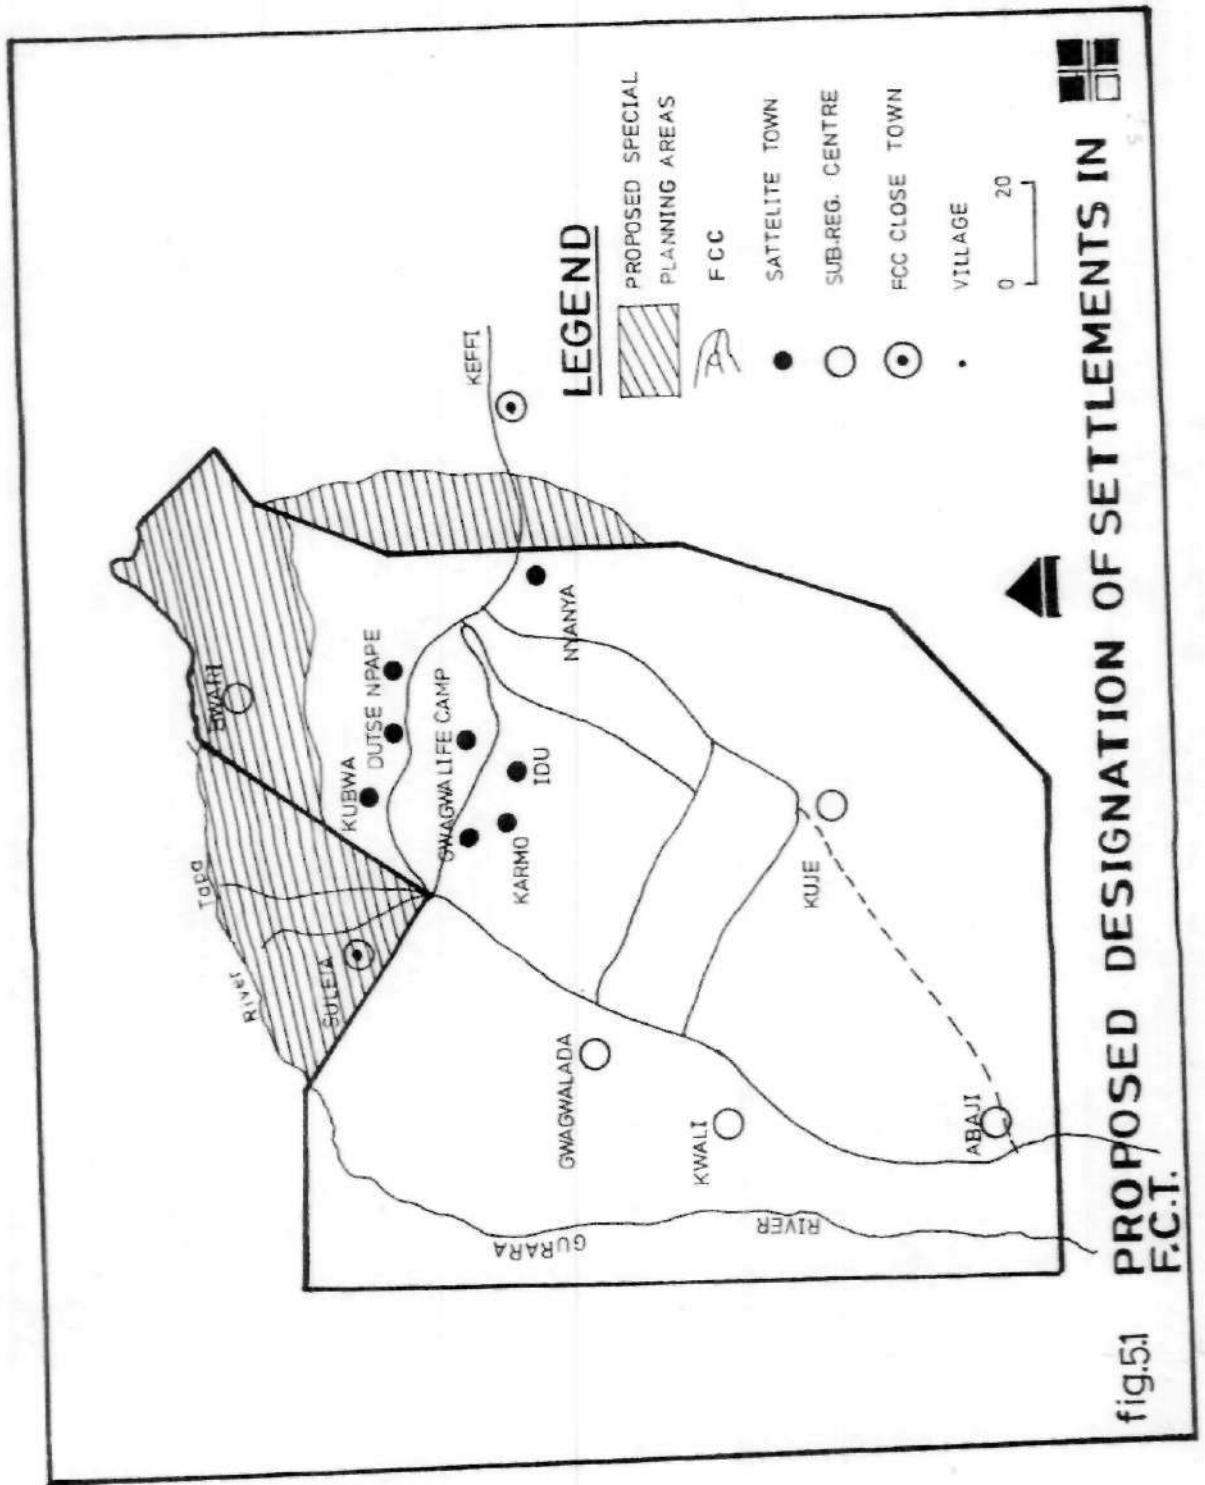 Tapa
River
BWARI
SULEJA
KUBWA
DUTSE NPAPE
GWAGWALIFE CAMP
KARMO
IDU
NYANYA
KEFFI
GWAGWALADA
KWALI
KUJE
ABAJI
GURARA
RIVER
LEGEND
PROPOSED SPECIAL
PLANNING AREAS
FCC
SATTELITE TOWN
SUB.REG. CENTRE
FCC CLOSE TOWN
VILLAGE
0 20
fig.5.1 PROPOSED DESIGNATION OF SETTLEMENTS IN
F.C.T.